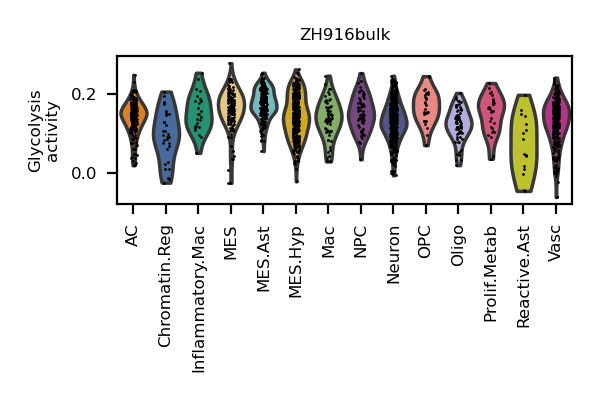 ZH916bulk
Glycolysis
activity
0.2
0.0
AC
Chromatin.Reg
Inflammatory.Mac
MES
MES.Ast
MES.Hyp
Mac
NPC
Neuron
OPC
Oligo
Prolif.Metab
Reactive.Ast
Vasc